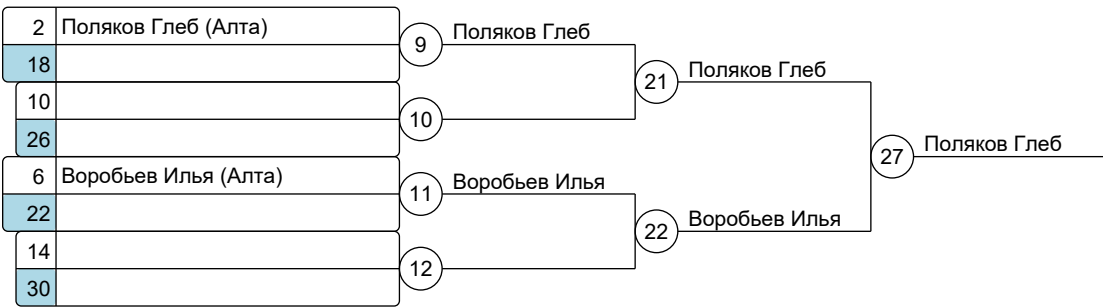 2 Поляков Глеб (Алта)
18
9 Поляков Глеб
10
26
10
21 Поляков Глеб
6 Воробьев Илья (Алта)
22
11 Воробьев Илья
14
30
12
22 Воробьев Илья
27 Поляков Глеб